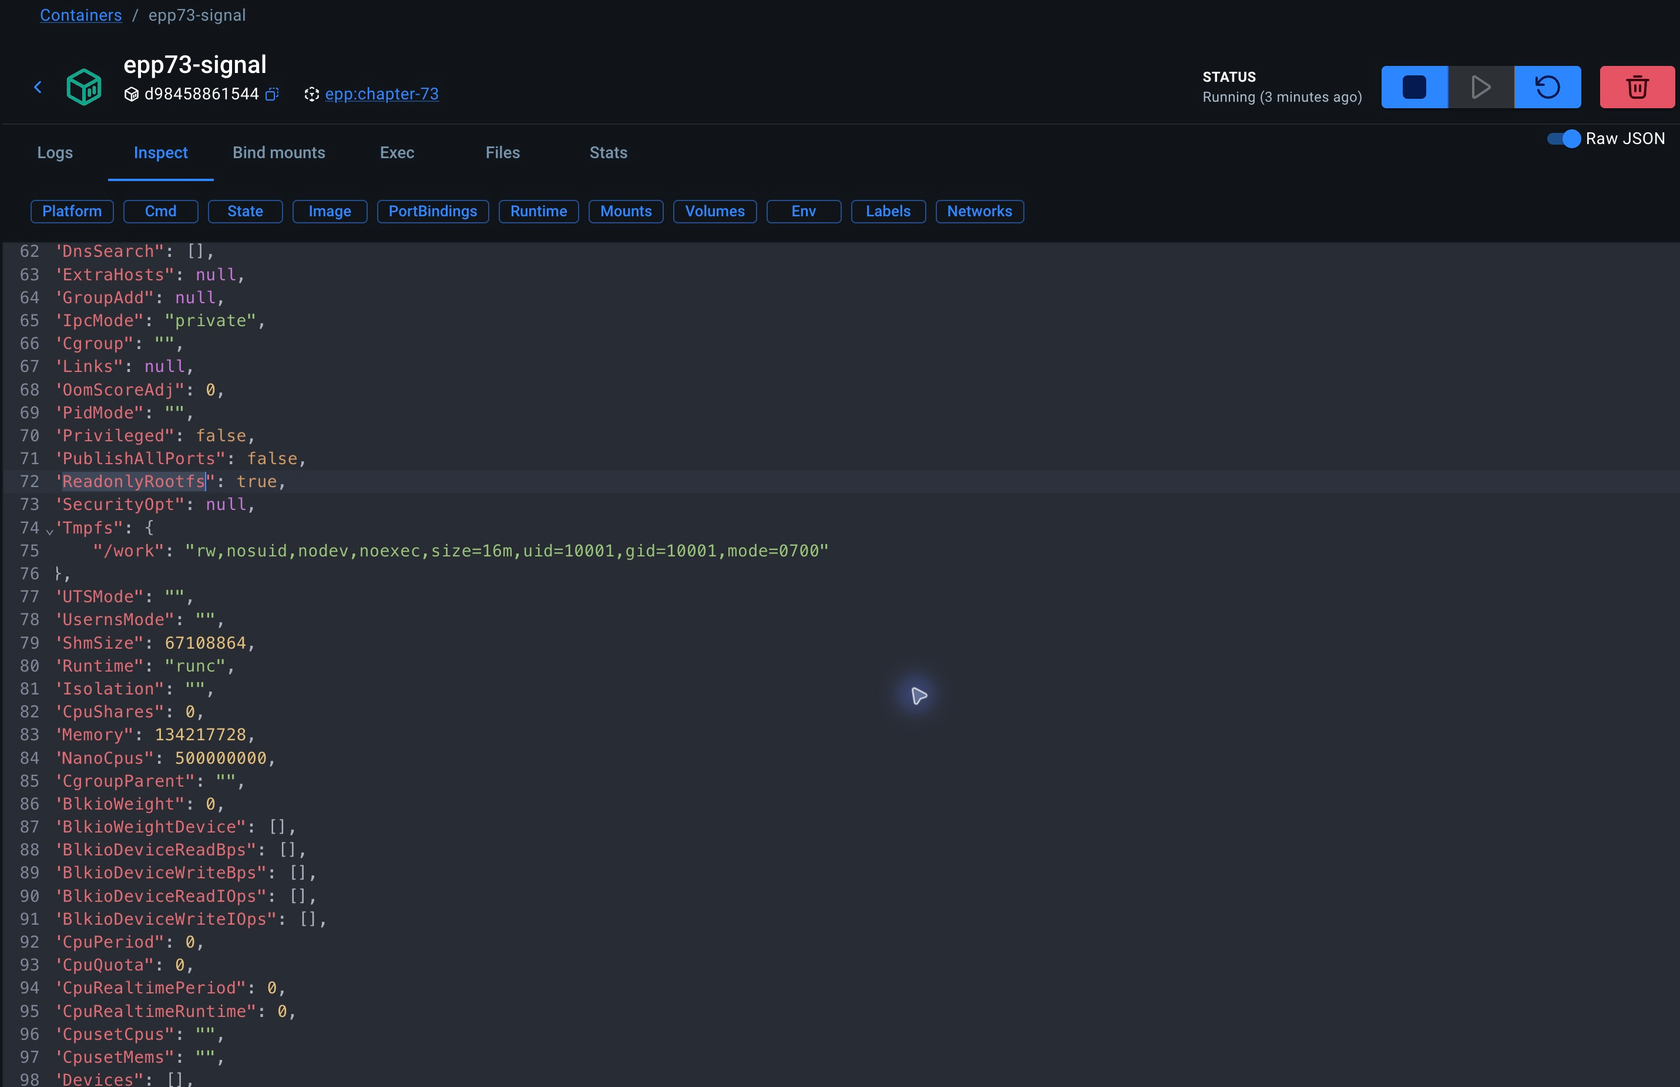 Containers / epp73-signal
epp73-signal
d98458861544 epp:chapter-73
STATUS
Running (3 minutes ago)
Logs Inspect Bind mounts Exec Files Stats
Raw JSON
Platform Cmd State Image PortBindings Runtime Mounts Volumes Env Labels Networks
62 "DnsSearch": [],
63 "ExtraHosts": null,
64 "GroupAdd": null,
65 "IpcMode": "private",
66 "Cgroup": "",
67 "Links": null,
68 "OomScoreAdj": 0,
69 "PidMode": "",
70 "Privileged": false,
71 "PublishAllPorts": false,
72 "ReadonlyRootfs": true,
73 "SecurityOpt": null,
74 "Tmpfs": {
75 "/work": "rw,nosuid,nodev,noexec,size=16m,uid=10001,gid=10001,mode=0700"
76 },
77 "UTSMode": "",
78 "UsernsMode": "",
79 "ShmSize": 67108864,
80 "Runtime": "runc",
81 "Isolation": "",
82 "CpuShares": 0,
83 "Memory": 134217728,
84 "NanoCpus": 500000000,
85 "CgroupParent": "",
86 "BlkioWeight": 0,
87 "BlkioWeightDevice": [],
88 "BlkioDeviceReadBps": [],
89 "BlkioDeviceWriteBps": [],
90 "BlkioDeviceReadIOps": [],
91 "BlkioDeviceWriteIOps": [],
92 "CpuPeriod": 0,
93 "CpuQuota": 0,
94 "CpuRealtimePeriod": 0,
95 "CpuRealtimeRuntime": 0,
96 "CpusetCpus": "",
97 "CpusetMems": "",
98 "Devices": [],